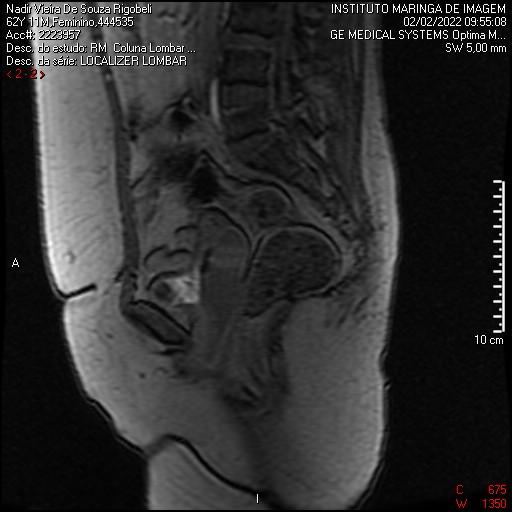 Nadir Vieira De Souza Rigobeli
62Y 11M,Feminino,444535
Acc#: 2223957
Desc. do estudo: RM Coluna Lombar ...
Desc. da série: LOCALIZER LOMBAR
< 2 - 2 >
INSTITUTO MARINGA DE IMAGEM
02/02/2022 09:55:08
GE MEDICAL SYSTEMS Optima M...
SW 5,00 mm
A
10 cm
I
C 675
W 1350